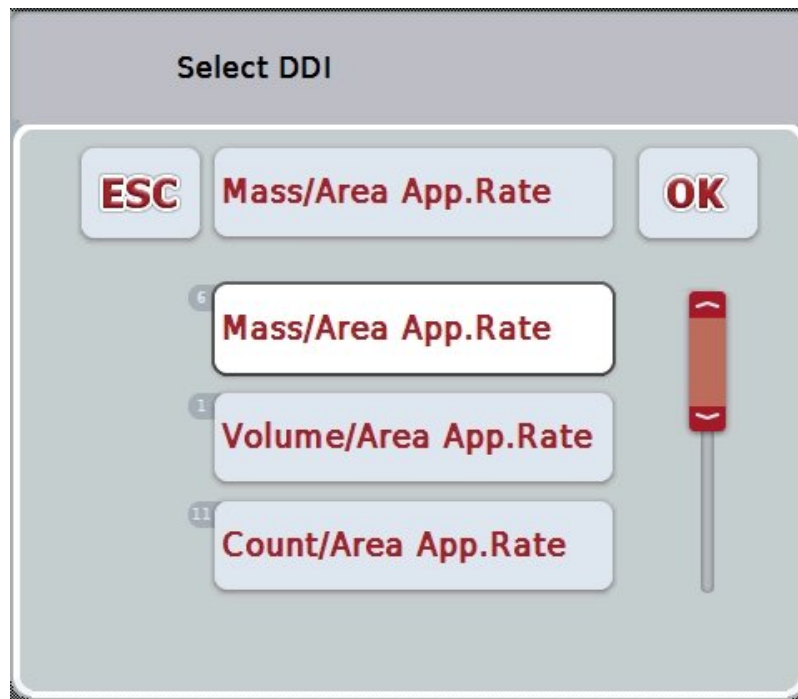 Select DDI
ESC Mass/Area App.Rate OK
6
Mass/Area App.Rate
1
Volume/Area App.Rate
11
Count/Area App.Rate